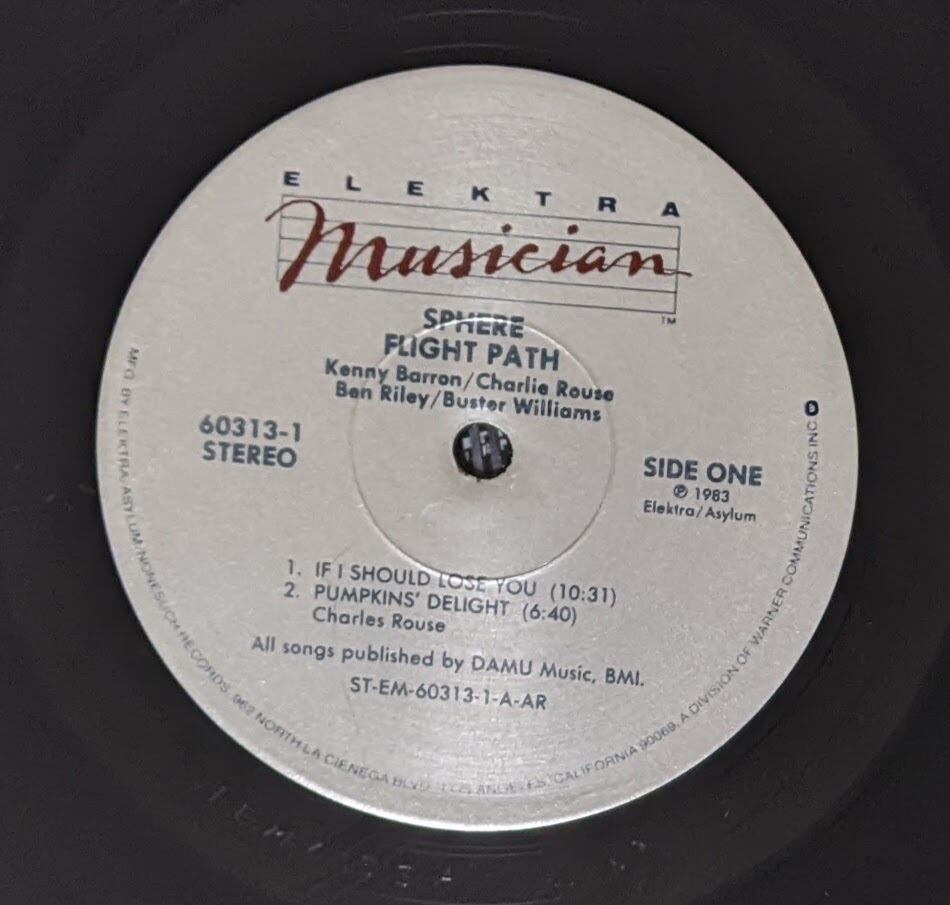 ELEKTRA
Musician
TM
SPHERE
FLIGHT PATH
Kenny Barron/Charlie Rouse
Ben Riley/Buster Williams
60313-1
STEREO
SIDE ONE
℗ 1983
Elektra/Asylum
1. IF I SHOULD LOSE YOU (10:31)
2. PUMPKINS' DELIGHT (6:40)
Charles Rouse
All songs published by DAMU Music, BMI.
ST-EM-60313-1-A-AR
MFG. BY ELEKTRA/ASYLUM/NONESUCH RECORDS, 962 NORTH LA CIENEGA BLVD., LOS ANGELES, CALIFORNIA 90069. A DIVISION OF WARNER COMMUNICATIONS INC.